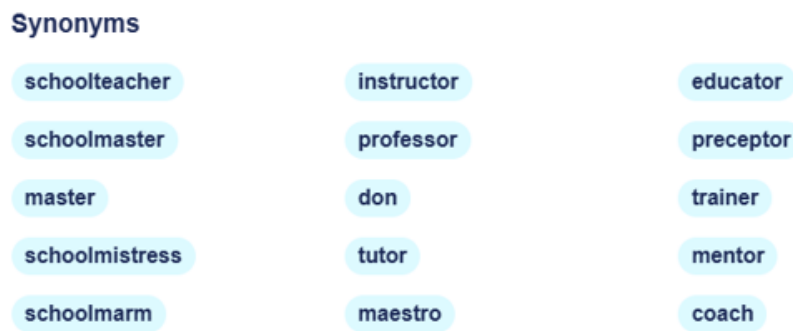 Synonyms
schoolteacher instructor educator
schoolmaster professor preceptor
master don trainer
schoolmistress tutor mentor
schoolmarm maestro coach